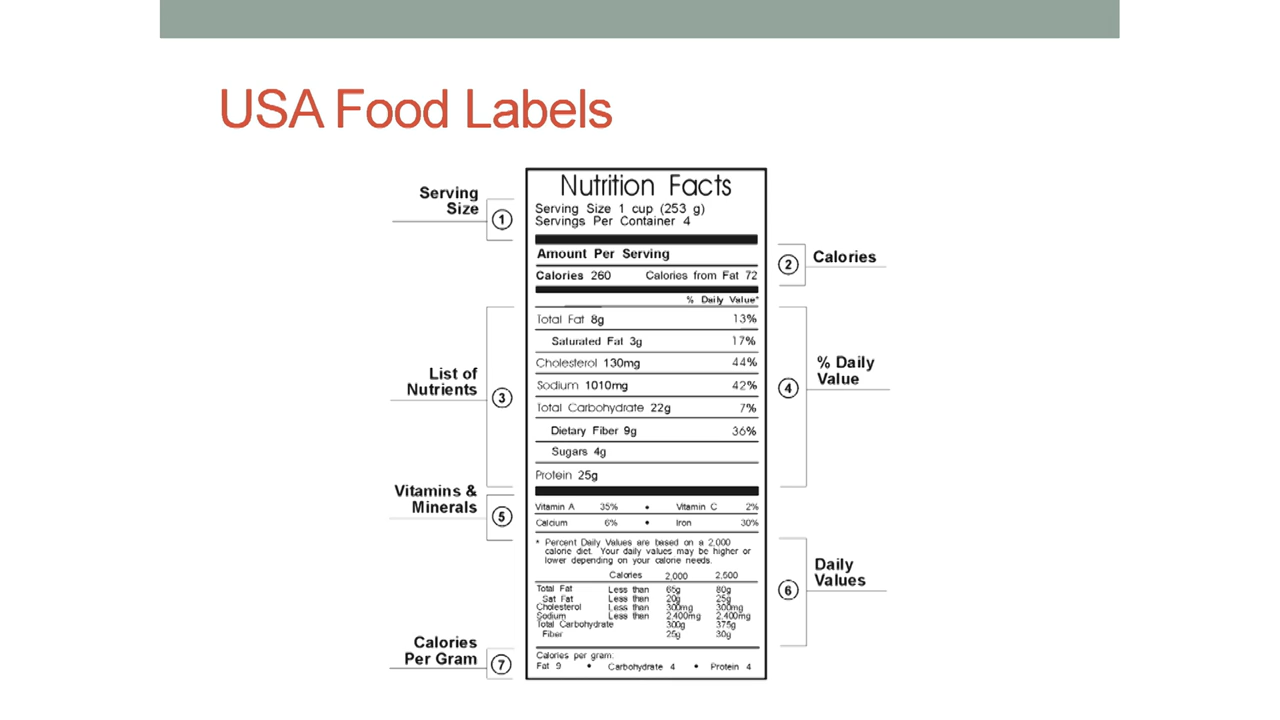 USA Food Labels
Serving
Size
1
Nutrition Facts
Serving Size 1 cup (253 g)
Servings Per Container 4
Amount Per Serving
Calories 260 Calories from Fat 72
2
Calories
% Daily Value*
Total Fat 8g 13%
Saturated Fat 3g 17%
Cholesterol 130mg 44%
Sodium 1010mg 42%
Total Carbohydrate 22g 7%
Dietary Fiber 9g 36%
Sugars 4g
Protein 25g
List of
Nutrients
3
% Daily
Value
4
Vitamins &
Minerals
5
Vitamin A 35% • Vitamin C 2%
Calcium 6% • Iron 30%
* Percent Daily Values are based on a 2,000
calorie diet. Your daily values may be higher or
lower depending on your calorie needs.
Calories 2,000 2,500
Total Fat Less than 65g 80g
Sat Fat Less than 20g 25g
Cholesterol Less than 300mg 300mg
Sodium Less than 2,400mg 2,400mg
Total Carbohydrate 300g 375g
Fiber 25g 30g
Daily
Values
6
Calories
Per Gram
7
Calories per gram:
Fat 9 • Carbohydrate 4 • Protein 4